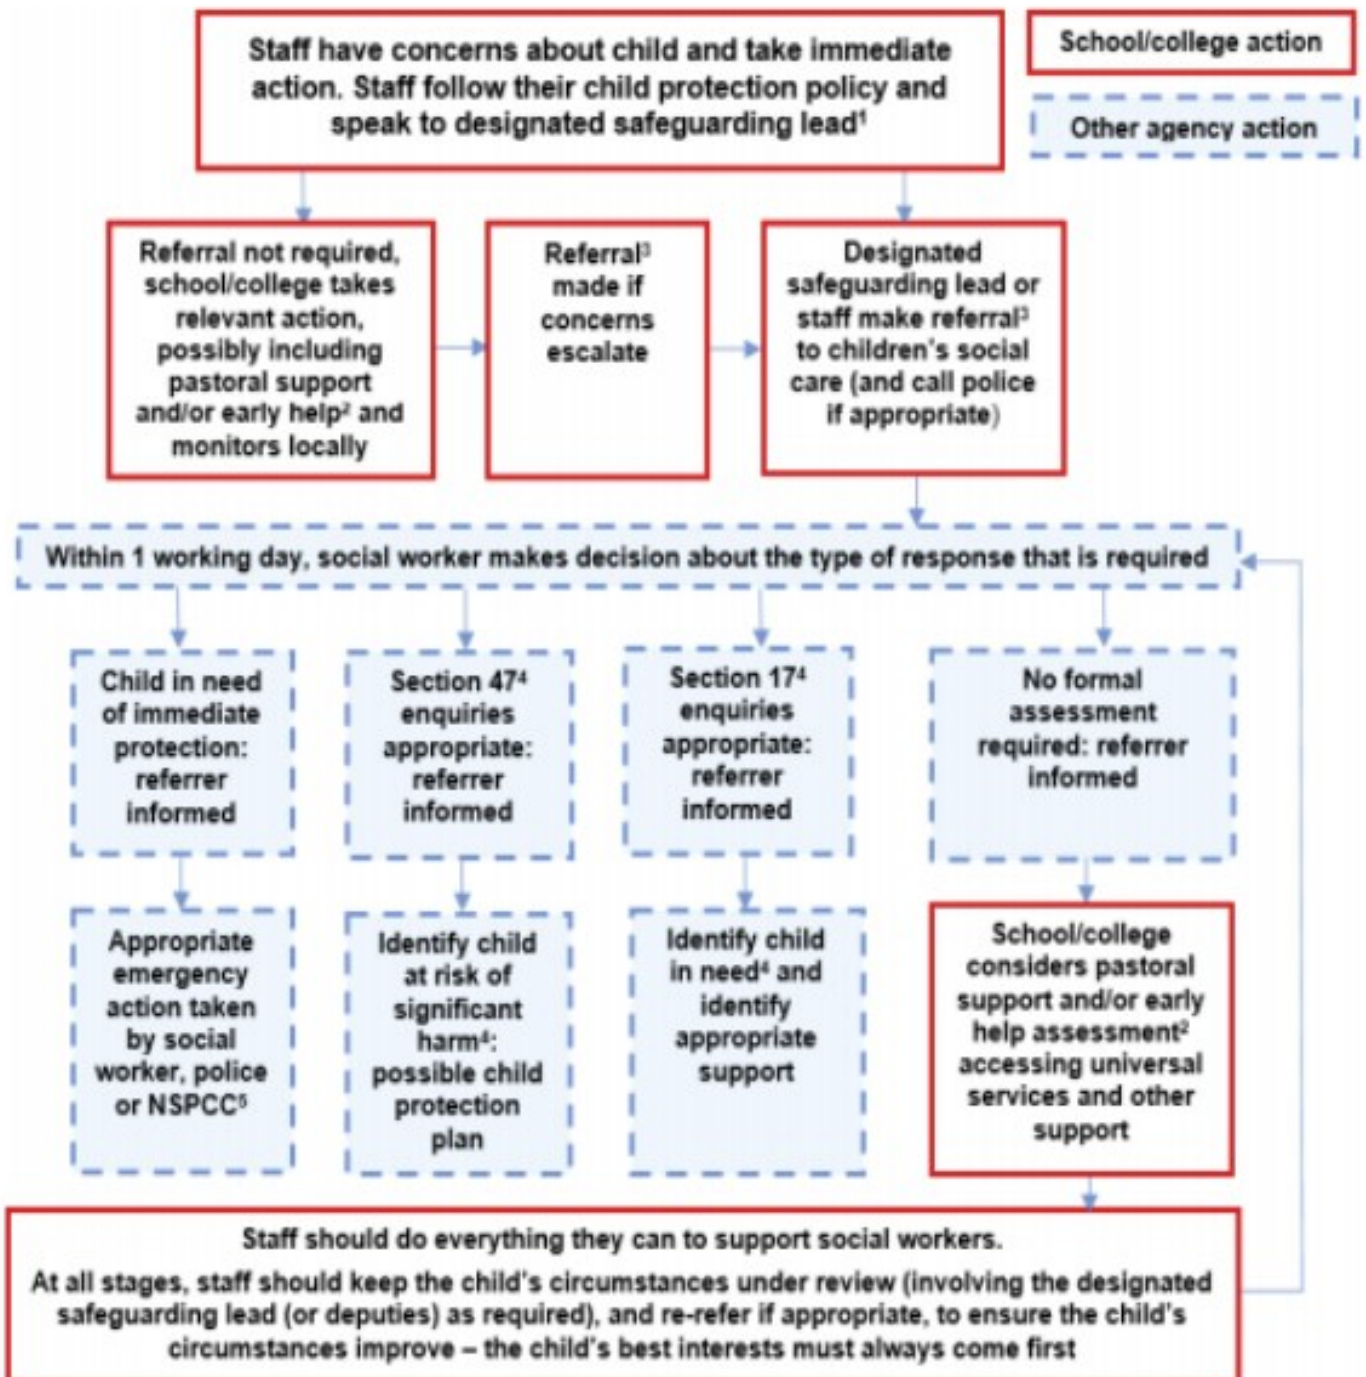 Staff have concerns about child and take immediate
action. Staff follow their child protection policy and
speak to designated safeguarding lead¹
School/college action
Other agency action
Referral not required,
school/college takes
relevant action,
possibly including
pastoral support
and/or early help² and
monitors locally
Referral³
made if
concerns
escalate
Designated
safeguarding lead or
staff make referral³
to children's social
care (and call police
if appropriate)
Within 1 working day, social worker makes decision about the type of response that is required
Child in need
of immediate
protection:
referrer
informed
Section 47⁴
enquiries
appropriate:
referrer
informed
Section 17⁴
enquiries
appropriate:
referrer
informed
No formal
assessment
required: referrer
informed
Appropriate
emergency
action taken
by social
worker, police
or NSPCC⁵
Identify child
at risk of
significant
harm⁴:
possible child
protection
plan
Identify child
in need⁴ and
identify
appropriate
support
School/college
considers pastoral
support and/or early
help assessment²
accessing universal
services and other
support
Staff should do everything they can to support social workers.
At all stages, staff should keep the child's circumstances under review (involving the designated
safeguarding lead (or deputies) as required), and re-refer if appropriate, to ensure the child's
circumstances improve – the child's best interests must always come first